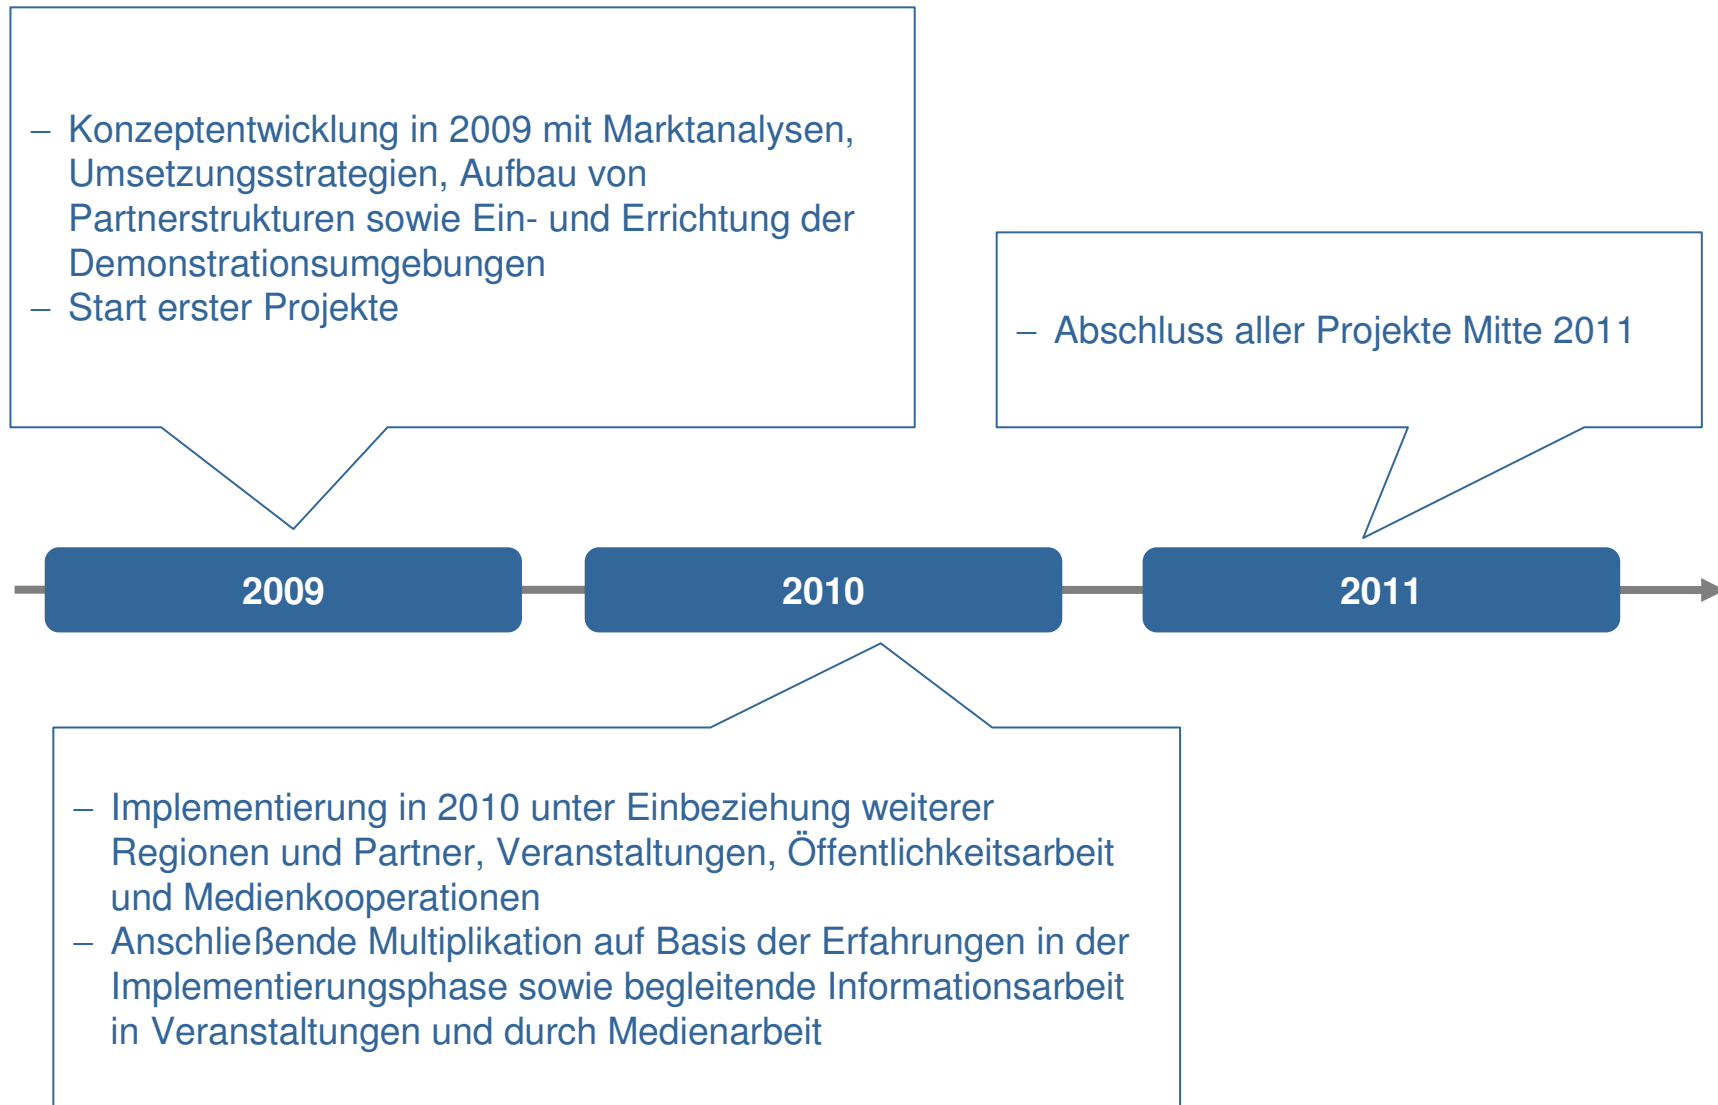 – Konzeptentwicklung in 2009 mit Marktanalysen,
Umsetzungsstrategien, Aufbau von
Partnerstrukturen sowie Ein- und Errichtung der
Demonstrationsumgebungen
– Start erster Projekte
– Abschluss aller Projekte Mitte 2011
2009
2010
2011
– Implementierung in 2010 unter Einbeziehung weiterer
Regionen und Partner, Veranstaltungen, Öffentlichkeitsarbeit
und Medienkooperationen
– Anschließende Multiplikation auf Basis der Erfahrungen in der
Implementierungsphase sowie begleitende Informationsarbeit
in Veranstaltungen und durch Medienarbeit